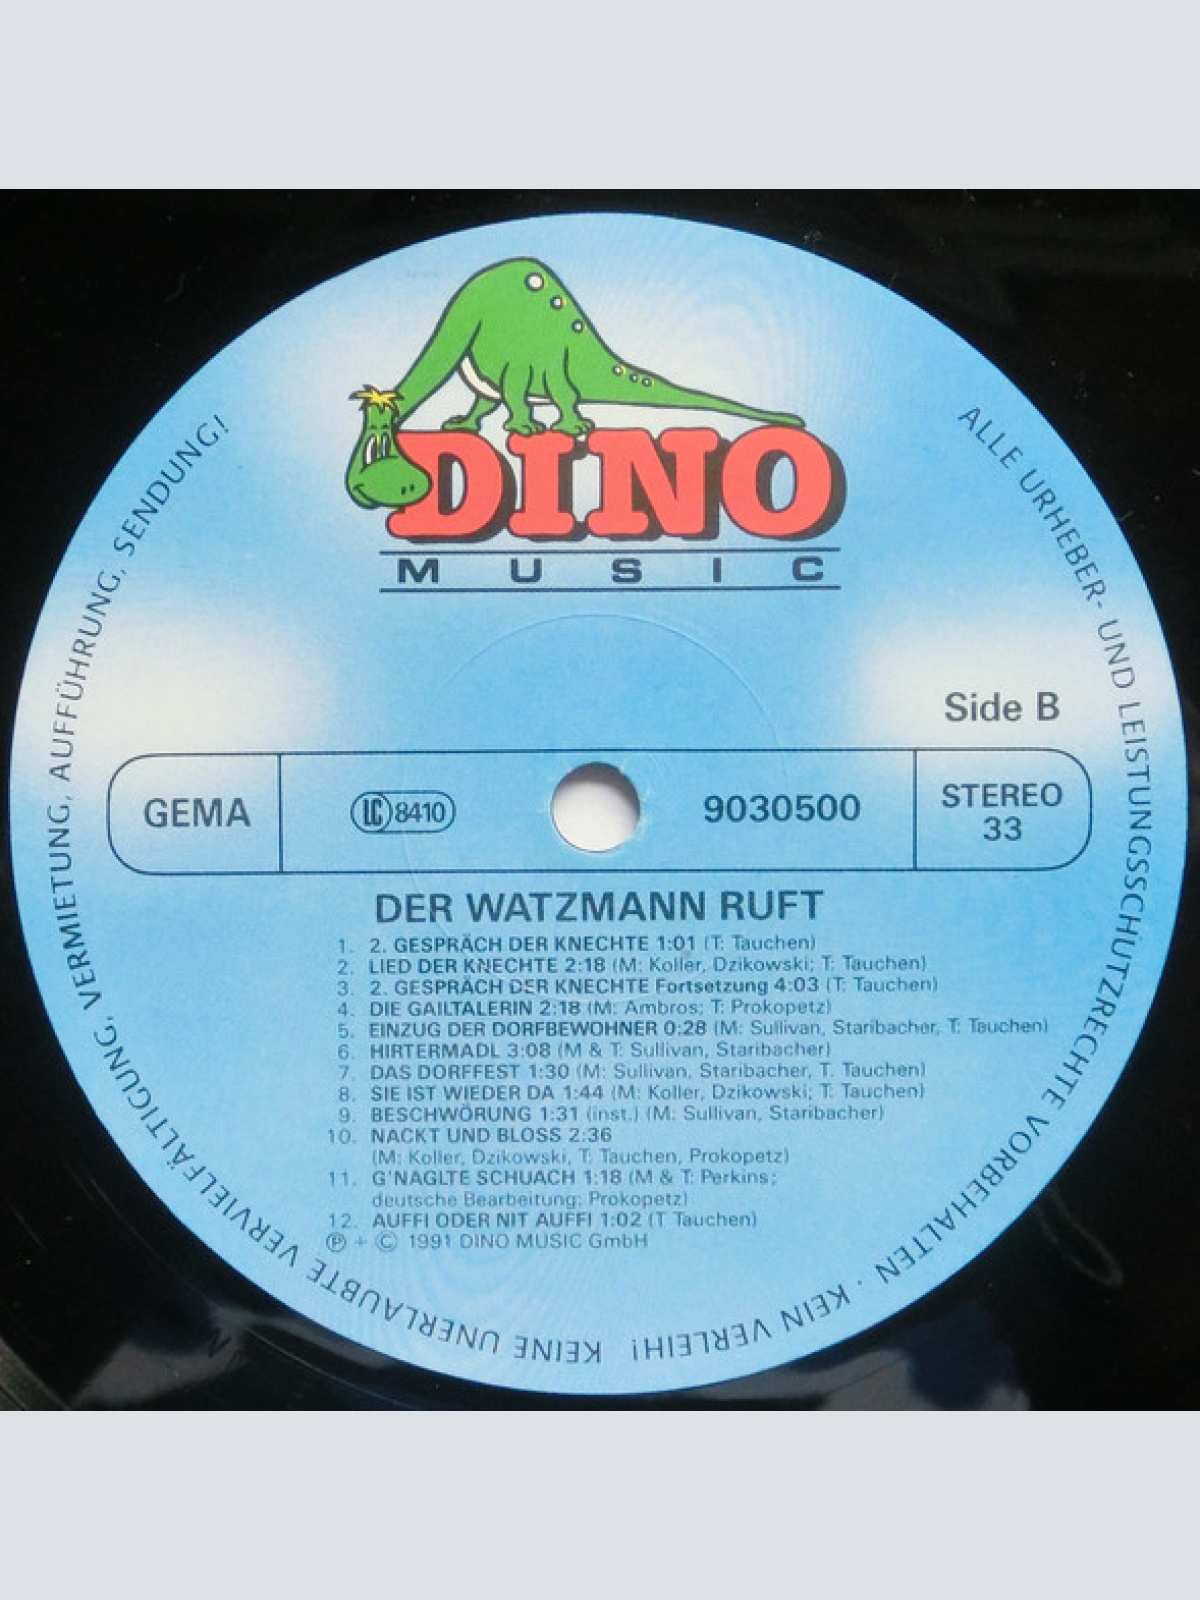 DINO
MUSIC
Side B
GEMA
LC 8410
9030500
STEREO
33
DER WATZMANN RUFT
1. 2. GESPRÄCH DER KNECHTE 1:01 (T: Tauchen)
2. LIED DER KNECHTE 2:18 (M: Koller, Dzikowski; T: Tauchen)
3. 2. GESPRÄCH DER KNECHTE Fortsetzung 4:03 (T: Tauchen)
4. DIE GAILTALERIN 2:18 (M: Ambros; T: Prokopetz)
5. EINZUG DER DORFBEWOHNER 0:28 (M: Sullivan, Staribacher, T: Tauchen)
6. HIRTERMADL 3:08 (M & T: Sullivan, Staribacher)
7. DAS DORFFEST 1:30 (M: Sullivan, Staribacher, T. Tauchen)
8. SIE IST WIEDER DA 1:44 (M: Koller, Dzikowski; T: Tauchen)
9. BESCHWÖRUNG 1:31 (inst.) (M: Sullivan, Staribacher)
10. NACKT UND BLOSS 2:36
(M: Koller, Dzikowski, T: Tauchen, Prokopetz)
11. G'NAGLTE SCHUACH 1:18 (M & T: Perkins;
deutsche Bearbeitung: Prokopetz)
12. AUFFI ODER NIT AUFFI 1:02 (T Tauchen)
℗ + © 1991 DINO MUSIC GmbH
ALLE URHEBER- UND LEISTUNGSSCHUTZRECHTE VORBEHALTEN · KEIN VERLEIH! KEINE UNERLAUBTE VERVIELFÄLTIGUNG, VERMIETUNG, AUFFÜHRUNG, SENDUNG!